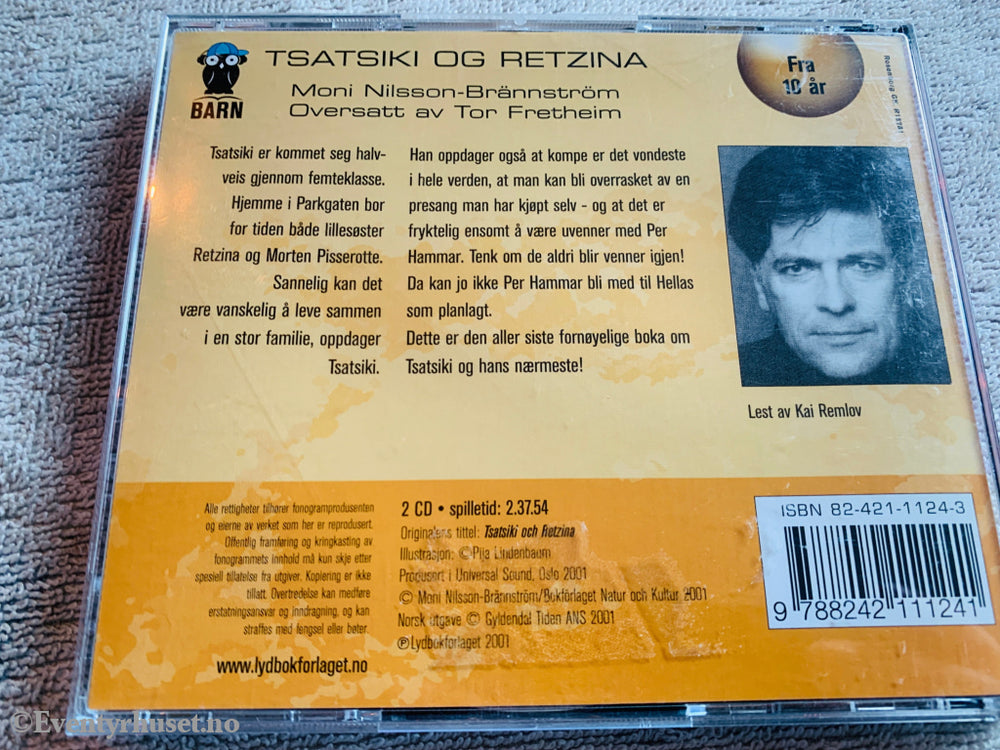 TSATSIKI OG RETZINA
Moni Nilsson-Brännström
Oversatt av Tor Fretheim
BARN
Fra
10 år
Tsatsiki er kommet seg halv-
veis gjennom femteklasse.
Hjemme i Parkgaten bor
for tiden både lillesøster
Retzina og Morten Pisserotte.
Sannelig kan det
være vanskelig å leve sammen
i en stor familie, oppdager
Tsatsiki.
Han oppdager også at kompe er det vondeste
i hele verden, at man kan bli overrasket av en
presang man har kjøpt selv - og at det er
fryktelig ensomt å være uvenner med Per
Hammar. Tenk om de aldri blir venner igjen!
Da kan jo ikke Per Hammar bli med til Hellas
som planlagt.
Dette er den aller siste fornøyelige boka om
Tsatsiki og hans nærmeste!
Lest av Kai Remlov
Alle rettigheter tilhører fonogramprodusenten
og eierne av verket som her er reprodusert.
Offentlig framføring og kringkasting av
fonogrammets innhold må kun skje etter
spesiell tillatelse fra utgiver. Kopiering er ikke
tillatt. Overtredelse kan medføre
erstatningsansvar og inndragning, og kan
straffes med fengsel eller bøter.
www.lydbokforlaget.no
2 CD • spilletid: 2.37.54
Originalens tittel: Tsatsiki och Retzina
Illustrasjon: © Pija Lindenbaum
Produsert i Universal Sound, Oslo 2001
© Moni Nilsson-Brännström/Bokförlaget Natur och Kultur 2001
Norsk utgave © Gyldendal Tiden ANS 2001
℗ Lydbokforlaget 2001
ISBN 82-421-1124-3
9 788242 111241
©Eventyrhuset.no